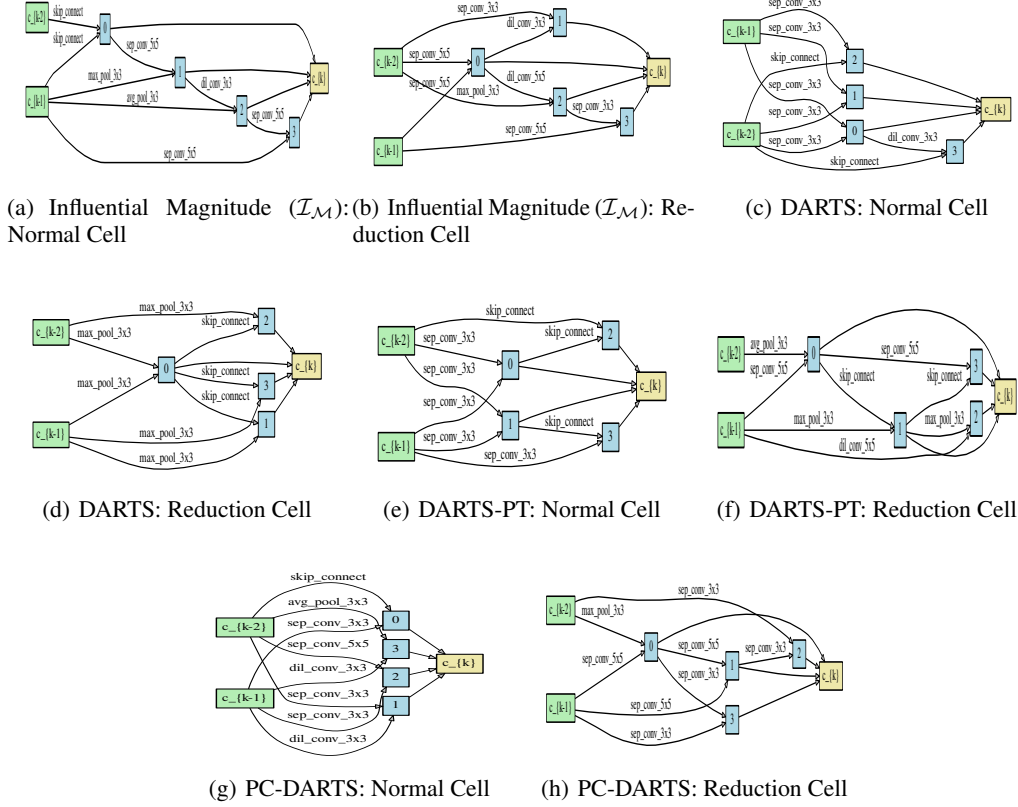 c_{k-2}
skip_connect
skip_connect
0
sep_conv_5x5
max_pool_3x3
1
dil_conv_3x3
c_{k}
c_{k-1}
avg_pool_3x3
2
sep_conv_5x5
3
sep_conv_5x5
(a) Influential Magnitude (I_M):
Normal Cell
sep_conv_3x3
dil_conv_3x3
1
c_{k-2}
sep_conv_5x5
0
c_{k}
sep_conv_5x5
max_pool_3x3
dil_conv_5x5
2
sep_conv_3x3
3
c_{k-1}
sep_conv_5x5
(b) Influential Magnitude (I_M): Re-
duction Cell
sep_conv_3x3
c_{k-1}
sep_conv_3x3
skip_connect
2
sep_conv_3x3
1
c_{k}
c_{k-2}
sep_conv_3x3
0
dil_conv_3x3
3
skip_connect
(c) DARTS: Normal Cell
max_pool_3x3
c_{k-2}
max_pool_3x3
skip_connect
2
0
c_{k}
max_pool_3x3
skip_connect
3
skip_connect
1
c_{k-1}
max_pool_3x3
max_pool_3x3
(d) DARTS: Reduction Cell
skip_connect
c_{k-2}
sep_conv_3x3
skip_connect
2
sep_conv_3x3
0
c_{k}
sep_conv_3x3
1
skip_connect
3
c_{k-1}
sep_conv_3x3
sep_conv_3x3
(e) DARTS-PT: Normal Cell
c_{k-2}
avg_pool_3x3
0
sep_conv_5x5
sep_conv_5x5
3
skip_connect
skip_connect
c_{k}
c_{k-1}
max_pool_3x3
1
max_pool_3x3
2
dil_conv_5x5
(f) DARTS-PT: Reduction Cell
skip_connect
avg_pool_3x3
c_{k-2}
sep_conv_3x3
0
sep_conv_5x5
3
c_{k}
dil_conv_3x3
2
c_{k-1}
sep_conv_3x3
1
sep_conv_3x3
dil_conv_3x3
(g) PC-DARTS: Normal Cell
sep_conv_3x3
c_{k-2}
max_pool_3x3
0
sep_conv_5x5
sep_conv_5x5
1
sep_conv_3x3
2
c_{k}
sep_conv_3x3
c_{k-1}
sep_conv_5x5
3
sep_conv_3x3
(h) PC-DARTS: Reduction Cell